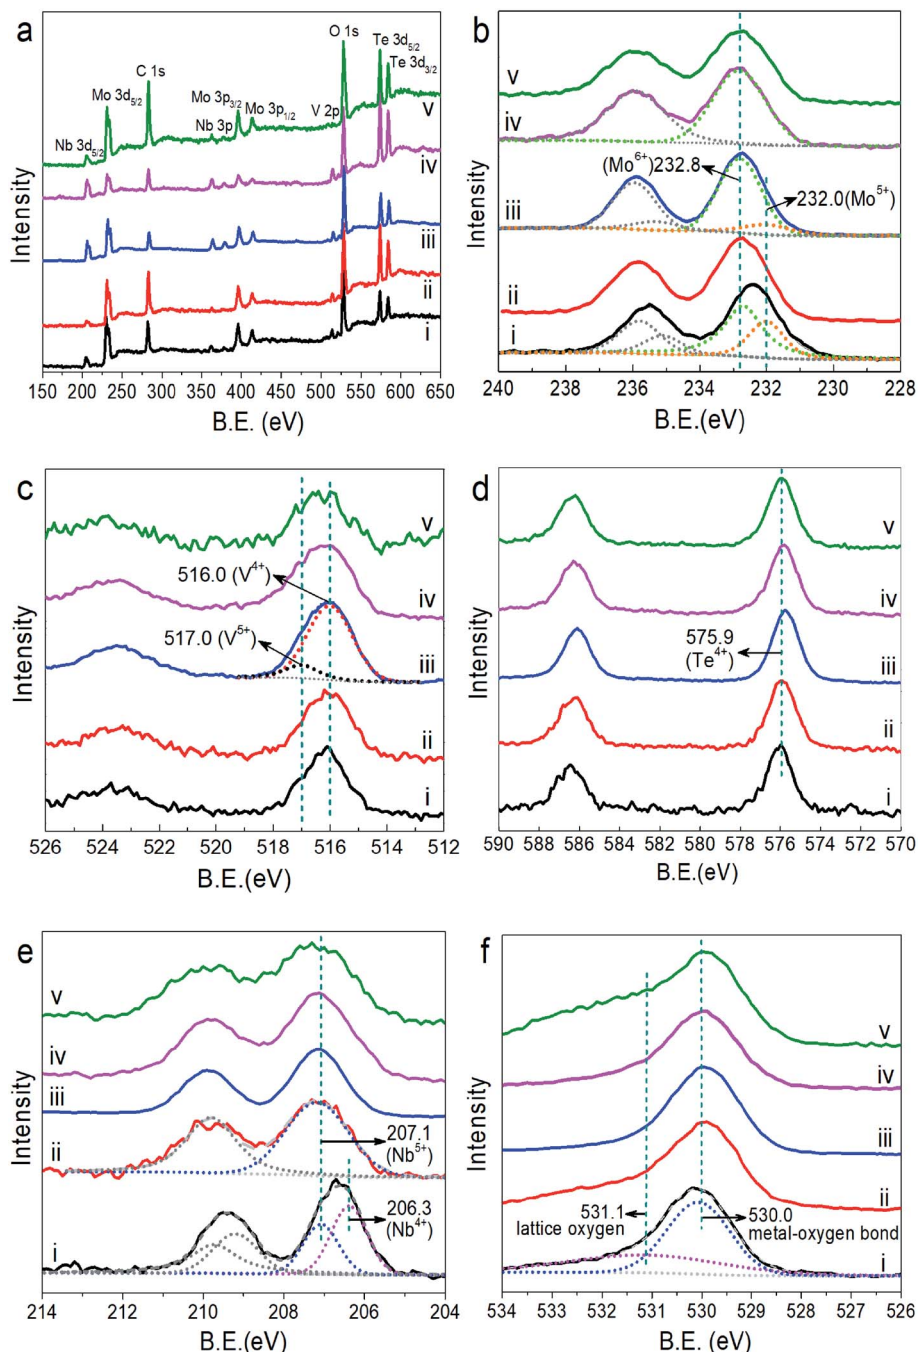 a
O 1s
Te 3d5/2
Te 3d3/2
C 1s
Mo 3d5/2
Mo 3p3/2
Mo 3p1/2
V 2p
Nb 3p
Nb 3d5/2
v
iv
iii
ii
i
Intensity
150 200 250 300 350 400 450 500 550 600 650
B.E. (eV)
b
v
iv
(Mo6+)232.8
232.0(Mo5+)
iii
ii
i
Intensity
240 238 236 234 232 230 228
B.E. (eV)
c
v
516.0 (V4+)
iv
517.0 (V5+)
iii
ii
i
Intensity
526 524 522 520 518 516 514 512
B.E.(eV)
d
v
iv
575.9
(Te4+)
iii
ii
i
Intensity
590 588 586 584 582 580 578 576 574 572 570
B.E.(eV)
e
v
iv
iii
ii
207.1
(Nb5+)
206.3
(Nb4+)
i
Intensity
214 212 210 208 206 204
B.E. (eV)
f
v
iv
iii
ii
531.1
lattice oxygen
530.0
metal-oxygen bond
i
Intensity
534 533 532 531 530 529 528 527 526
B.E. (eV)